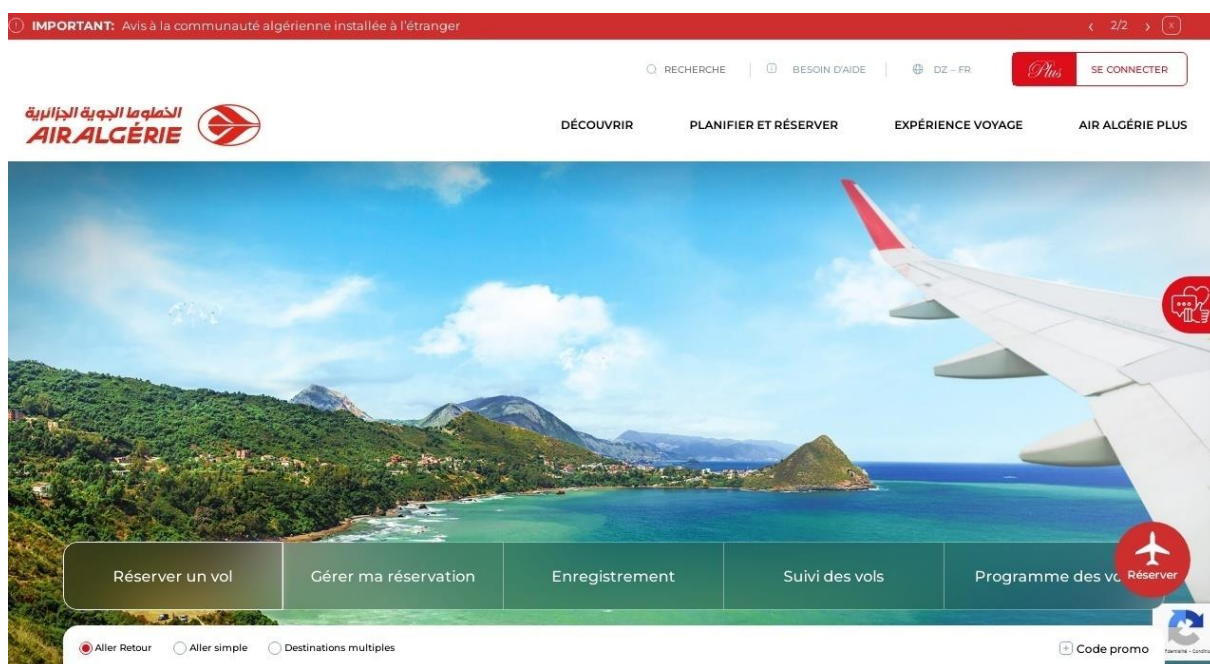 IMPORTANT: Avis à la communauté algérienne installée à l'étranger
2/2
RECHERCHE
BESOIN D'AIDE
DZ – FR
Plus
SE CONNECTER
الخطوط الجوية الجزائرية
AIR ALGÉRIE
DÉCOUVRIR
PLANIFIER ET RÉSERVER
EXPÉRIENCE VOYAGE
AIR ALGÉRIE PLUS
Réserver un vol
Gérer ma réservation
Enregistrement
Suivi des vols
Programme des vo
Réserver
Aller Retour
Aller simple
Destinations multiples
Code promo